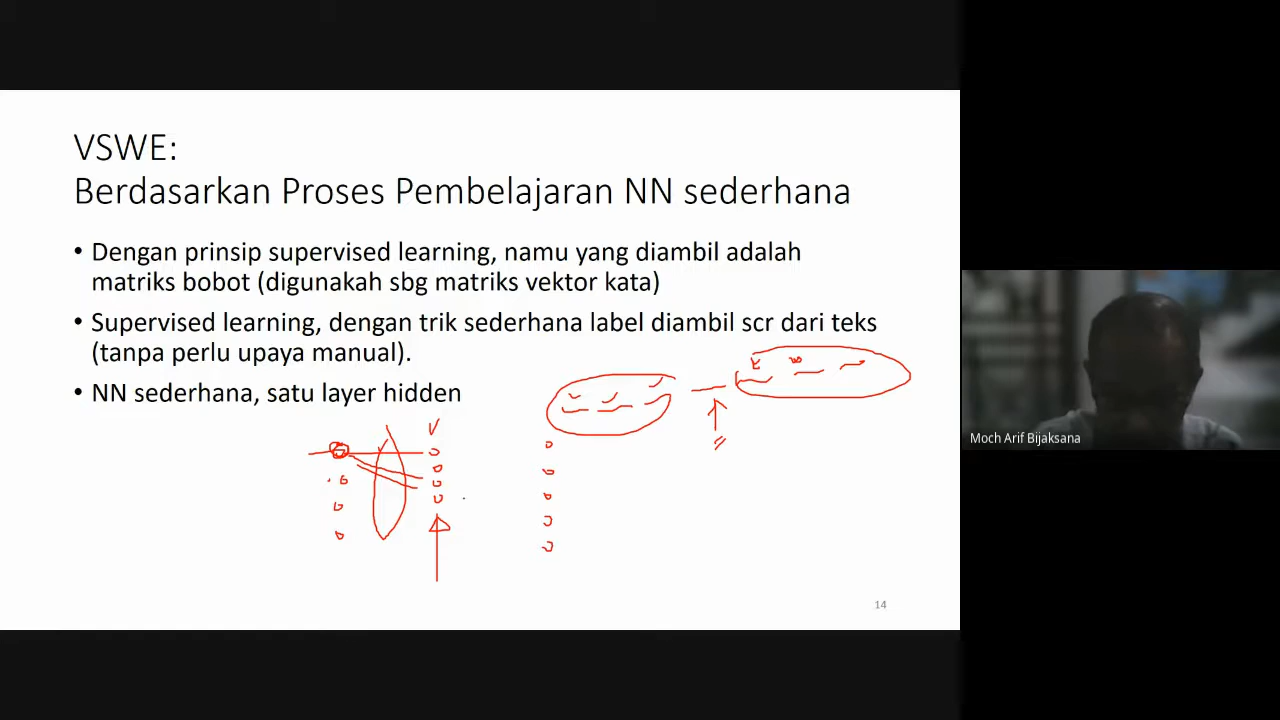 VSWE:
Berdasarkan Proses Pembelajaran NN sederhana
• Dengan prinsip supervised learning, namu yang diambil adalah
matriks bobot (digunakah sbg matriks vektor kata)
• Supervised learning, dengan trik sederhana label diambil scr dari teks
(tanpa perlu upaya manual).
• NN sederhana, satu layer hidden
14
Moch Arif Bijaksana